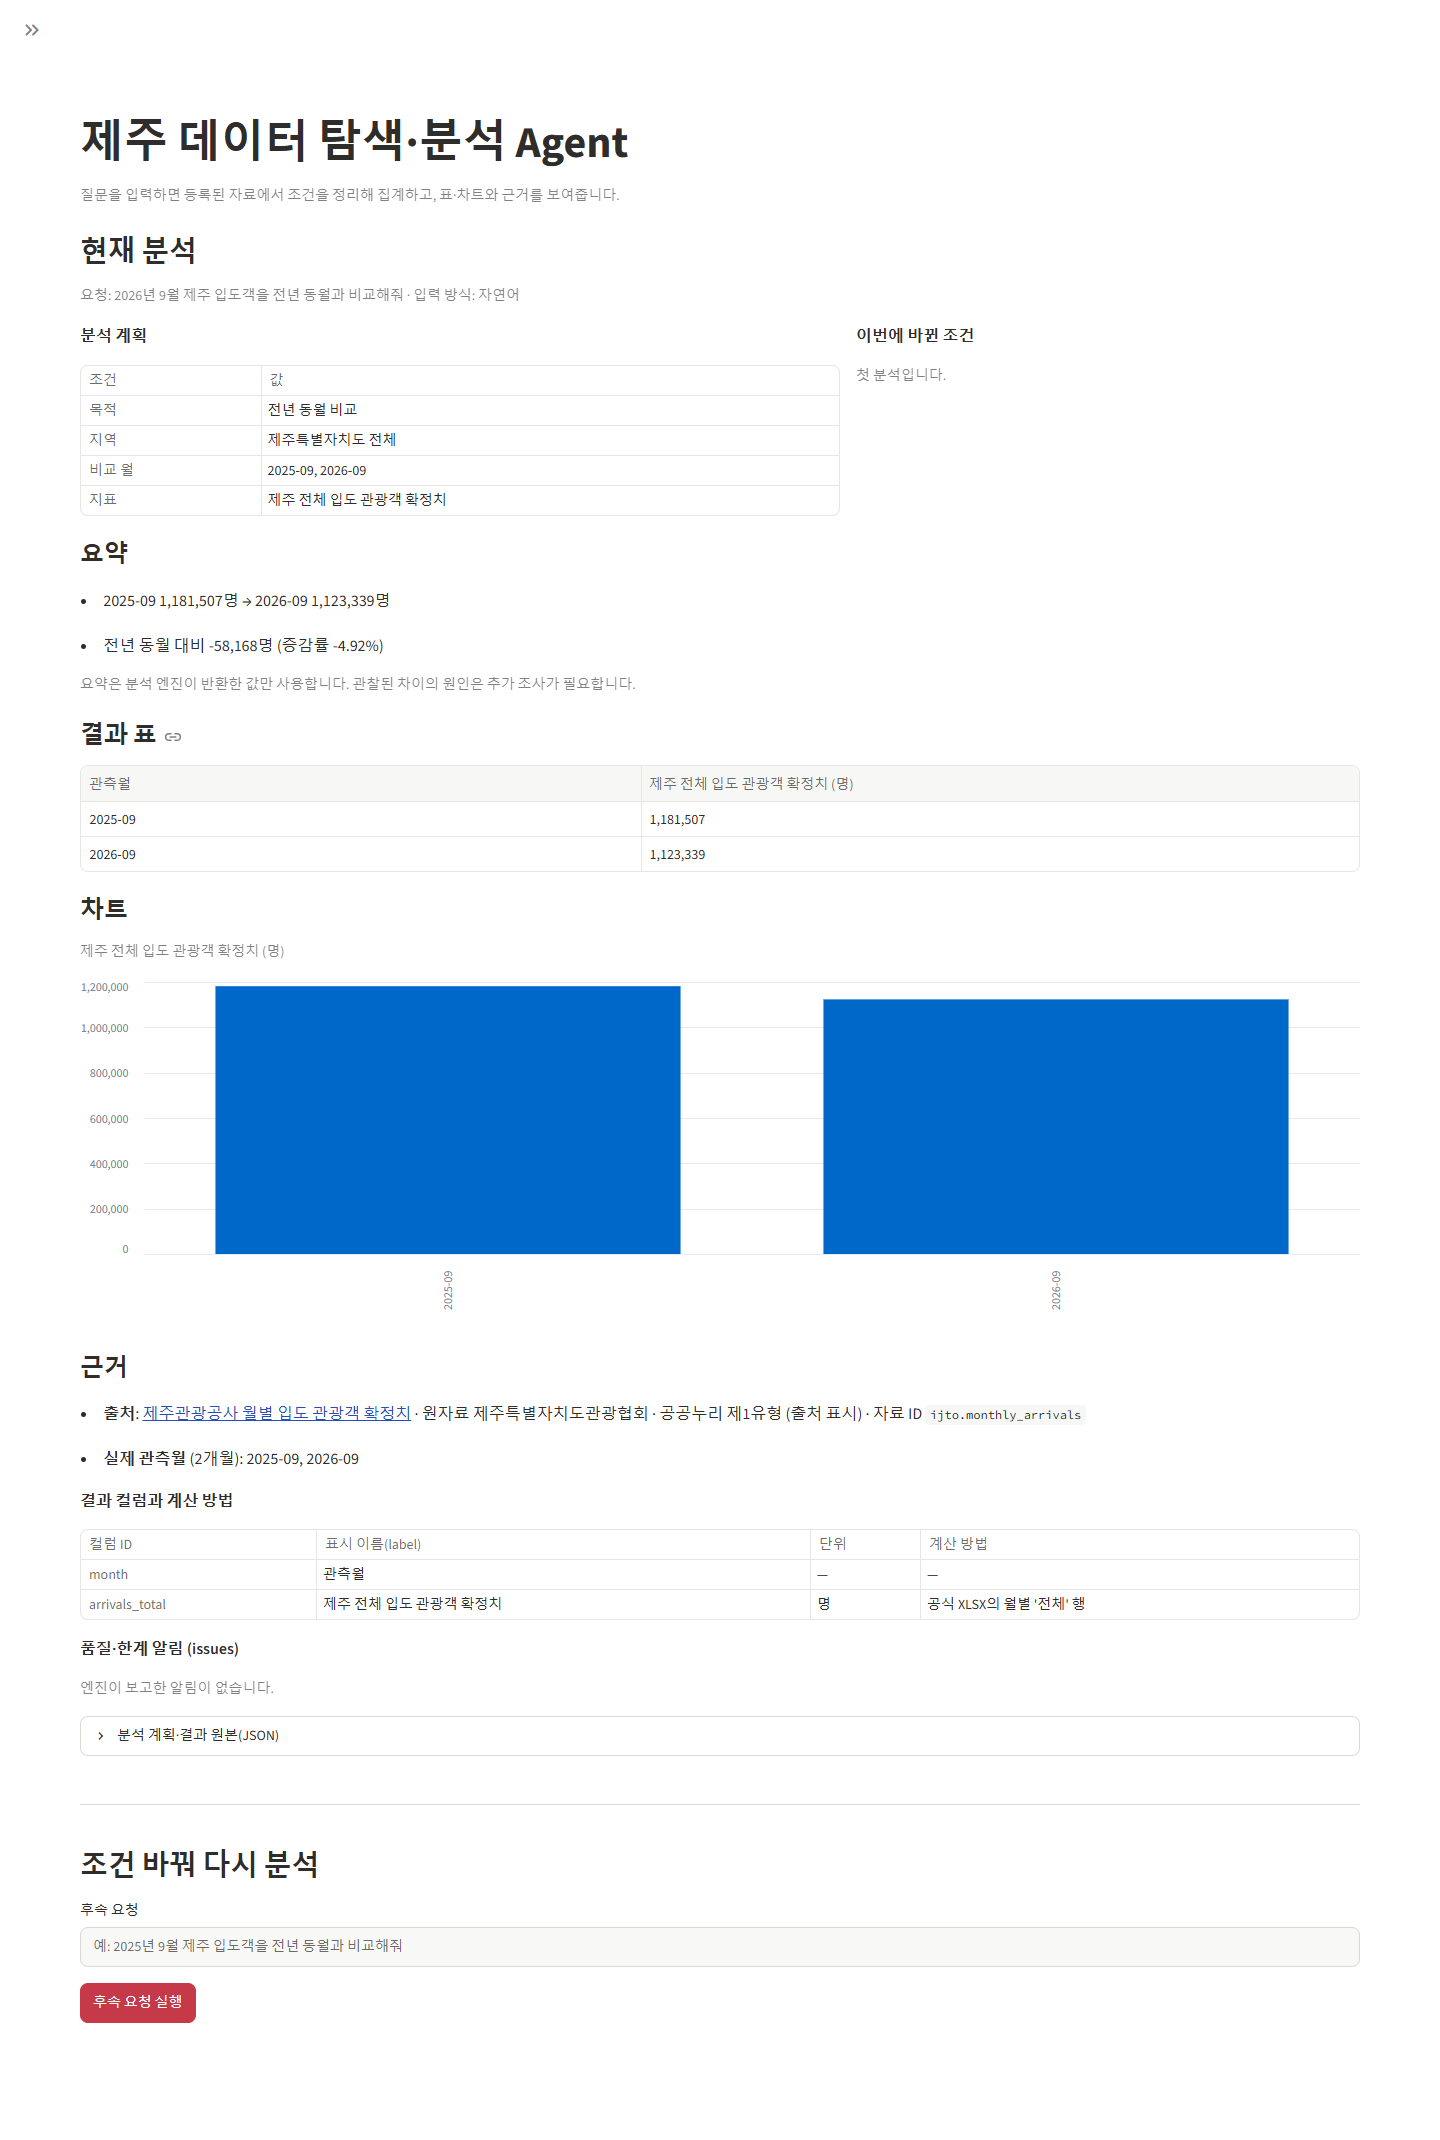 제주 데이터 탐색·분석 Agent
질문을 입력하면 등록된 자료에서 조건을 정리해 집계하고, 표·차트와 근거를 보여줍니다.
현재 분석
요청: 2026년 9월 제주 입도객을 전년 동월과 비교해줘 · 입력 방식: 자연어
분석 계획
조건 값
목적 전년 동월 비교
지역 제주특별자치도 전체
비교 월 2025-09, 2026-09
지표 제주 전체 입도 관광객 확정치
이번에 바뀐 조건
첫 분석입니다.
요약
• 2025-09 1,181,507명 → 2026-09 1,123,339명
• 전년 동월 대비 -58,168명 (증감률 -4.92%)
요약은 분석 엔진이 반환한 값만 사용합니다. 관찰된 차이의 원인은 추가 조사가 필요합니다.
결과 표
관측월 제주 전체 입도 관광객 확정치 (명)
2025-09 1,181,507
2026-09 1,123,339
차트
제주 전체 입도 관광객 확정치 (명)
1,200,000
1,000,000
800,000
600,000
400,000
200,000
0
2025-09 2026-09
근거
• 출처: 제주관광공사 월별 입도 관광객 확정치 · 원자료 제주특별자치도관광협회 · 공공누리 제1유형 (출처 표시) · 자료 ID ijto.monthly_arrivals
• 실제 관측월 (2개월): 2025-09, 2026-09
결과 컬럼과 계산 방법
컬럼 ID 표시 이름(label) 단위 계산 방법
month 관측월 — —
arrivals_total 제주 전체 입도 관광객 확정치 명 공식 XLSX의 월별 '전체' 행
품질·한계 알림 (issues)
엔진이 보고한 알림이 없습니다.
분석 계획·결과 원본(JSON)
조건 바꿔 다시 분석
후속 요청
예: 2025년 9월 제주 입도객을 전년 동월과 비교해줘
후속 요청 실행